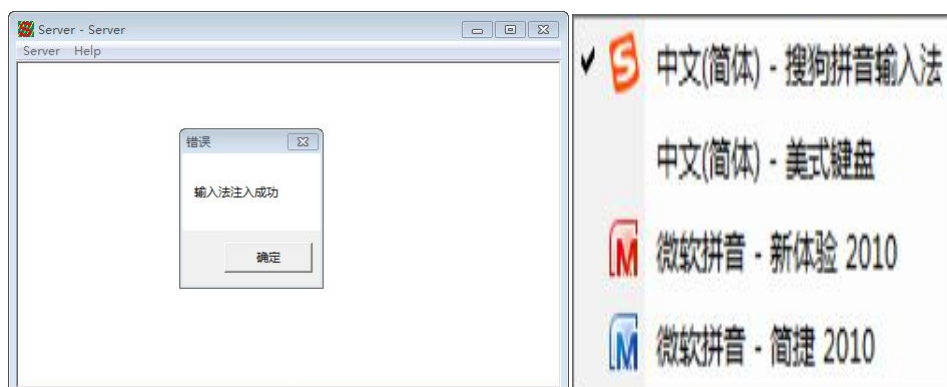 Server - Server
Server Help
错误
输入法注入成功
确定
中文(简体) - 搜狗拼音输入法
中文(简体) - 美式键盘
微软拼音 - 新体验 2010
微软拼音 - 简捷 2010